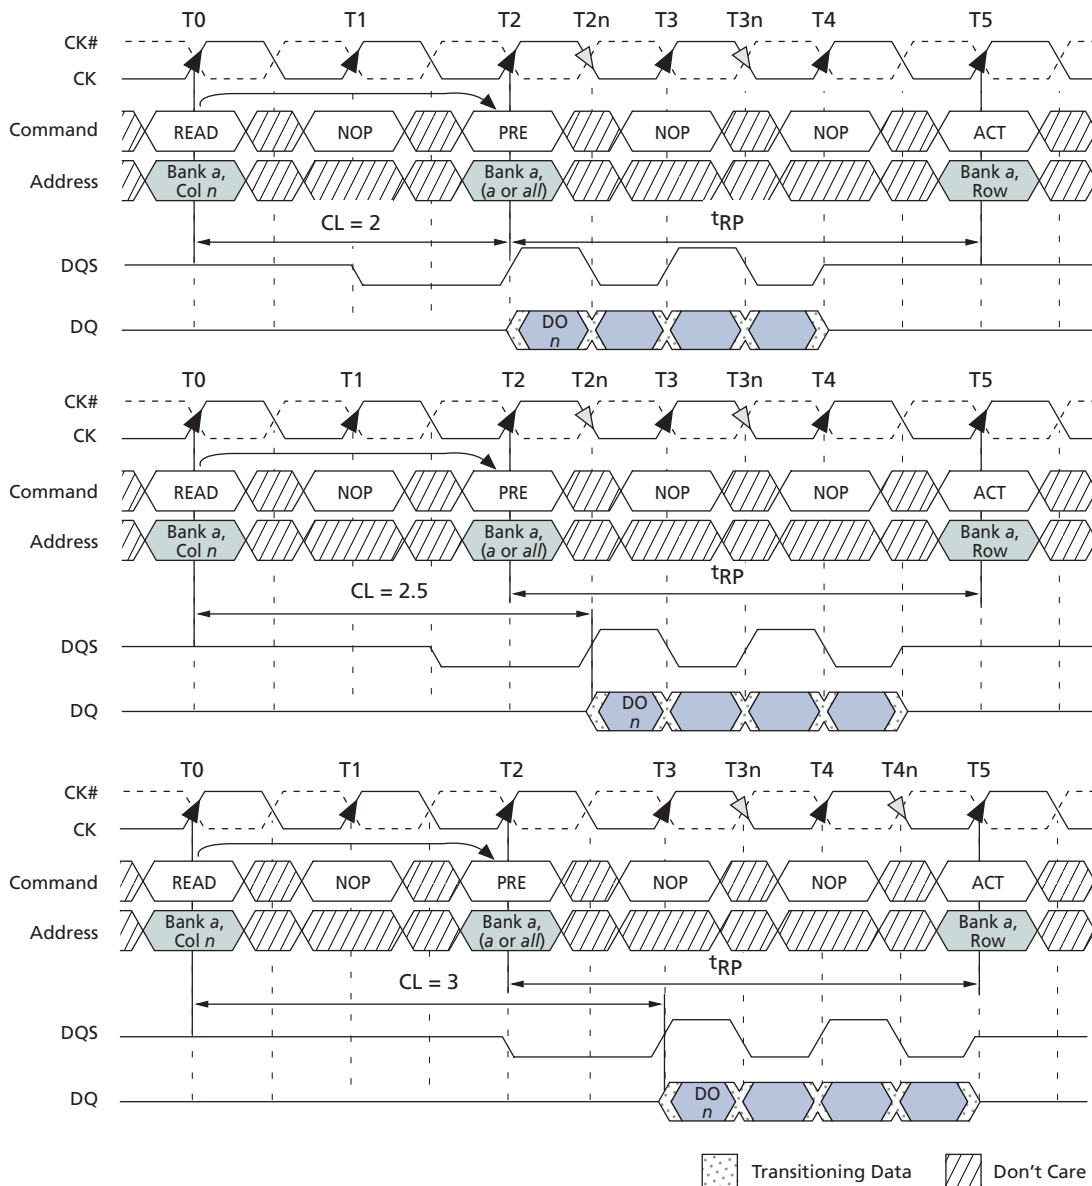 T0 T1 T2 T2n T3 T3n T4 T5
CK#
CK
Command READ NOP PRE NOP NOP ACT
Address Bank a, Col n Bank a, (a or all) Bank a, Row
CL = 2 tRP
DQS
DQ DO n
T0 T1 T2 T2n T3 T3n T4 T5
CK#
CK
Command READ NOP PRE NOP NOP ACT
Address Bank a, Col n Bank a, (a or all) Bank a, Row
CL = 2.5 tRP
DQS
DQ DO n
T0 T1 T2 T3 T3n T4 T4n T5
CK#
CK
Command READ NOP PRE NOP NOP ACT
Address Bank a, Col n Bank a, (a or all) Bank a, Row
CL = 3 tRP
DQS
DQ DO n
Transitioning Data Don't Care